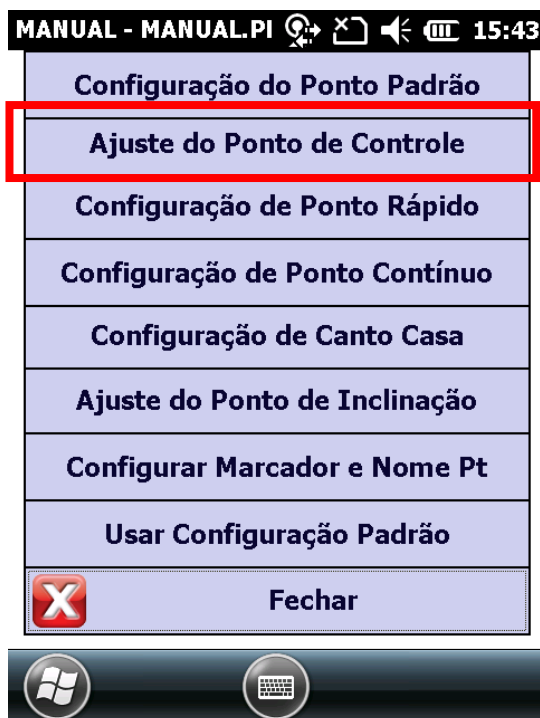 MANUAL - MANUAL.PI 15:43
Configuração do Ponto Padrão
Ajuste do Ponto de Controle
Configuração de Ponto Rápido
Configuração de Ponto Contínuo
Configuração de Canto Casa
Ajuste do Ponto de Inclinação
Configurar Marcador e Nome Pt
Usar Configuração Padrão
Fechar